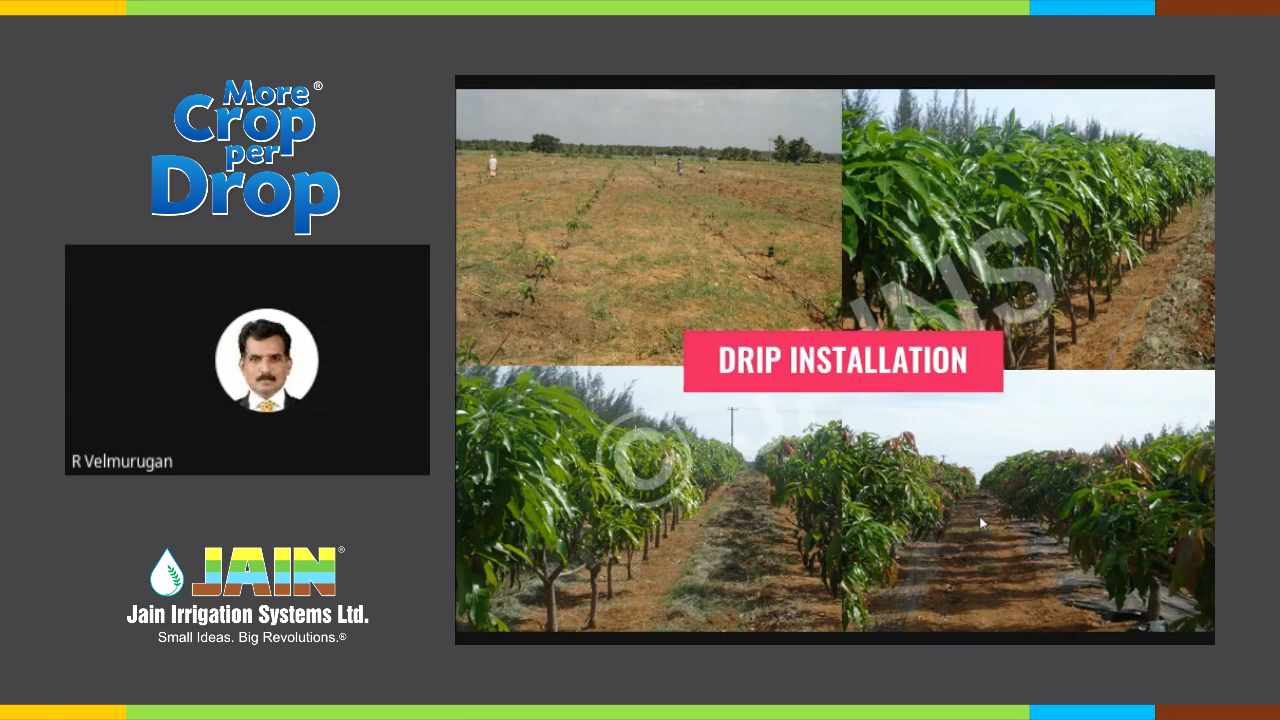 More®
Crop
per
Drop
R Velmurugan
JAIN®
Jain Irrigation Systems Ltd.
Small Ideas. Big Revolutions.®
DRIP INSTALLATION
©